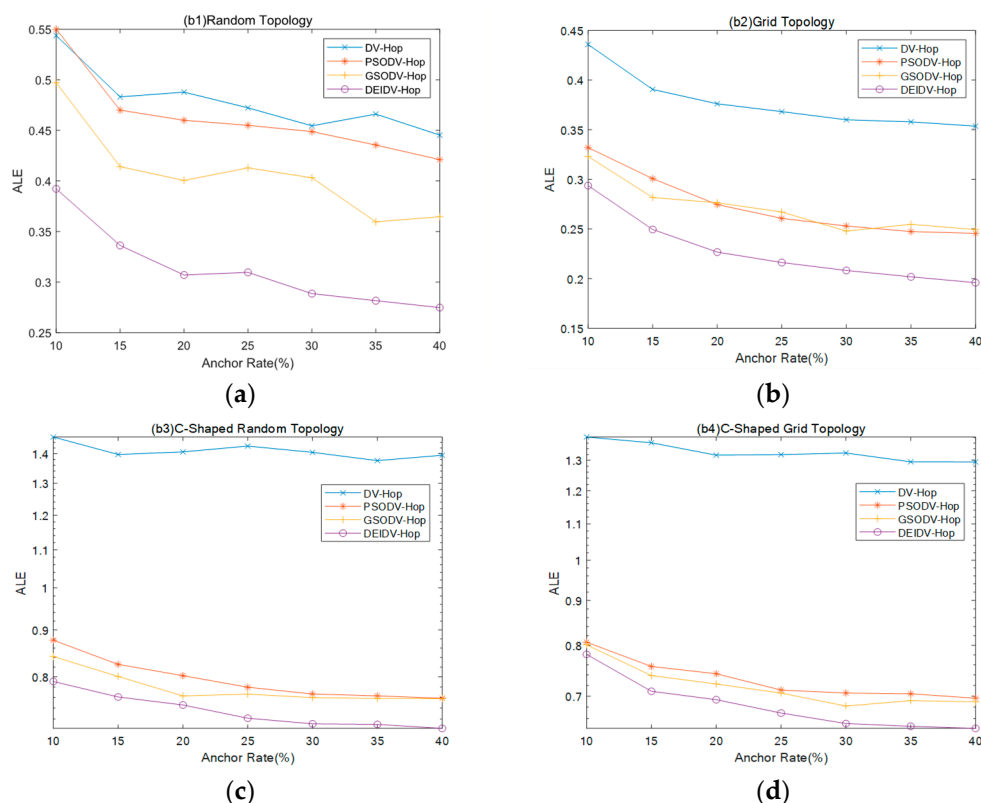 (b1)Random Topology
0.55
0.5
0.45
0.4
0.35
0.3
0.25
ALE
DV-Hop
PSODV-Hop
GSODV-Hop
DEIDV-Hop
10 15 20 25 30 35 40
Anchor Rate(%)
(a)
(b2)Grid Topology
0.45
0.4
0.35
0.3
0.25
0.2
0.15
ALE
DV-Hop
PSODV-Hop
GSODV-Hop
DEIDV-Hop
10 15 20 25 30 35 40
Anchor Rate(%)
(b)
(b3)C-Shaped Random Topology
1.4
1.3
1.2
1.1
1
0.9
0.8
ALE
DV-Hop
PSODV-Hop
GSODV-Hop
DEIDV-Hop
10 15 20 25 30 35 40
Anchor Rate(%)
(c)
(b4)C-Shaped Grid Topology
1.3
1.2
1.1
1
0.9
0.8
0.7
ALE
DV-Hop
PSODV-Hop
GSODV-Hop
DEIDV-Hop
10 15 20 25 30 35 40
Anchor Rate(%)
(d)